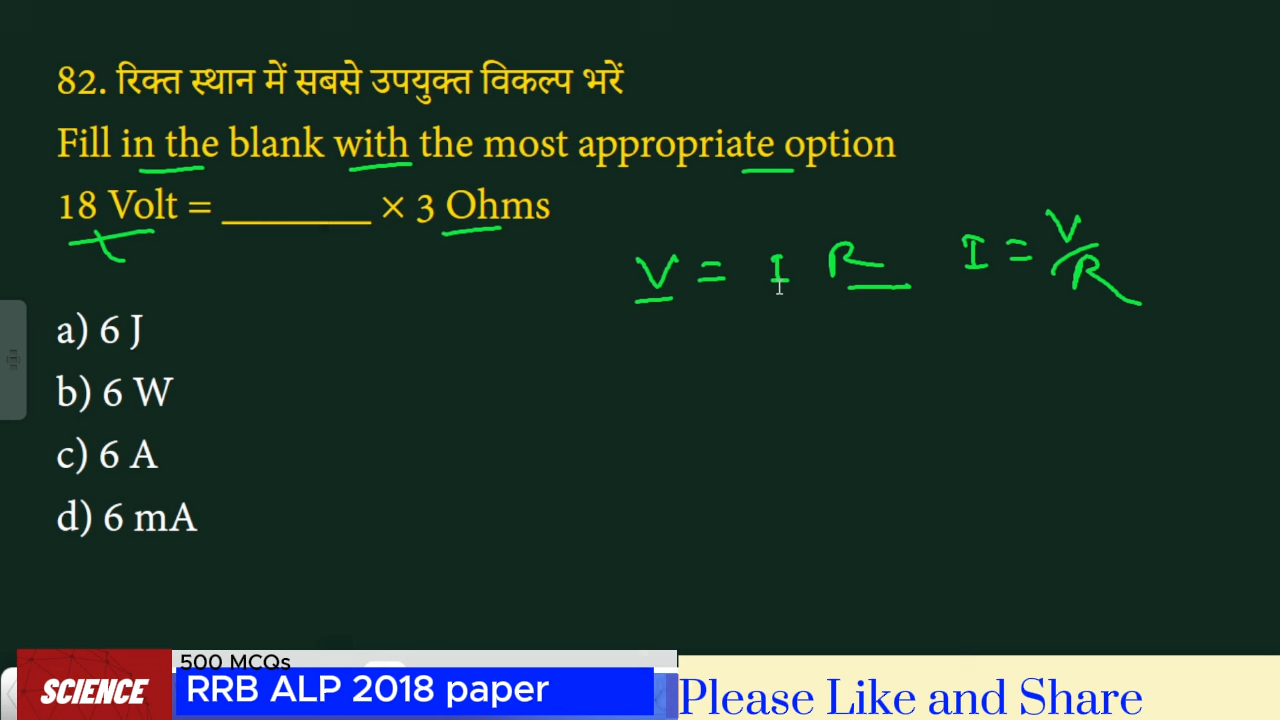 82. रिक्त स्थान में सबसे उपयुक्त विकल्प भरें
Fill in the blank with the most appropriate option
18 Volt = ________ × 3 Ohms
V = I R I = V/R
a) 6 J
b) 6 W
c) 6 A
d) 6 mA
500 MCQs
SCIENCE
RRB ALP 2018 paper
Please Like and Share